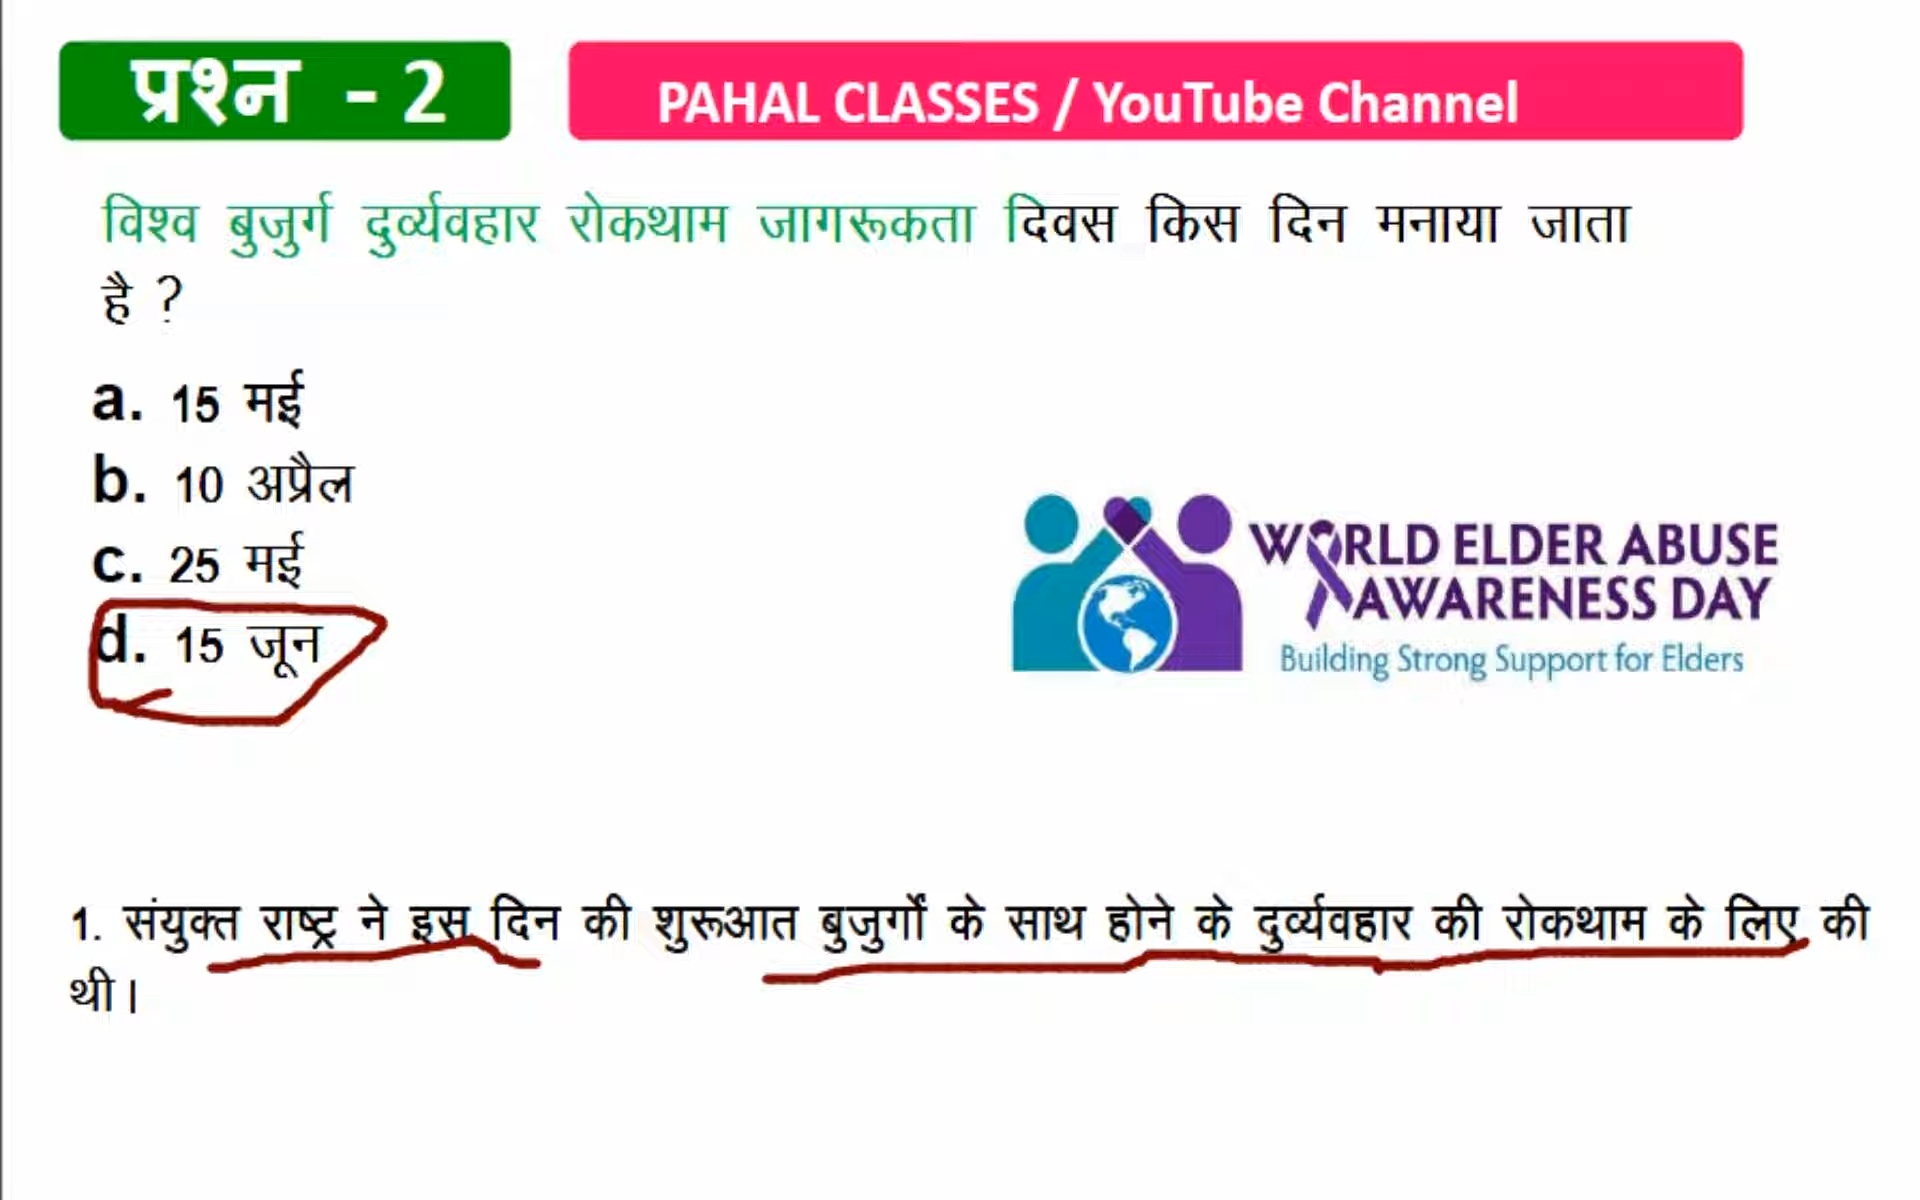 प्रश्न - 2
PAHAL CLASSES / YouTube Channel
विश्व बुजुर्ग दुर्व्यवहार रोकथाम जागरूकता दिवस किस दिन मनाया जाता
है ?
a. 15 मई
b. 10 अप्रैल
c. 25 मई
d. 15 जून
WORLD ELDER ABUSE
AWARENESS DAY
Building Strong Support for Elders
1. संयुक्त राष्ट्र ने इस दिन की शुरूआत बुजुर्गों के साथ होने के दुर्व्यवहार की रोकथाम के लिए की
थी।